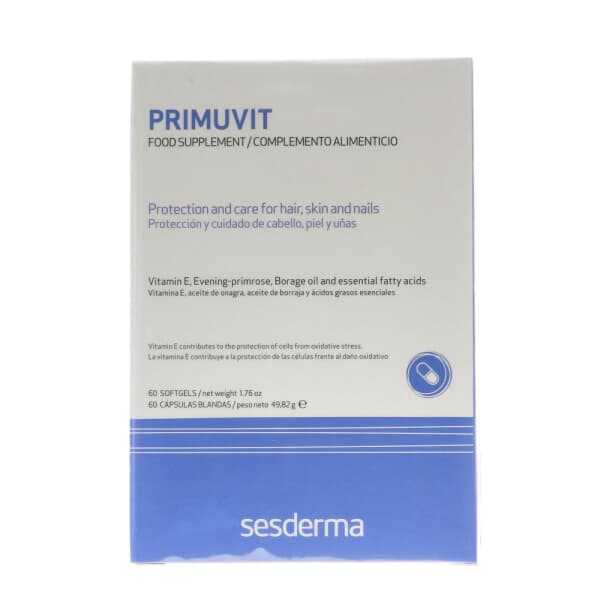 PRIMUVIT
FOOD SUPPLEMENT/COMPLEMENTO ALIMENTICIO
Protection and care for hair, skin and nails
Protección y cuidado de cabello, piel y uñas
Vitamin E, Evening-primrose, Borage oil and essential fatty acids
Vitamina E, aceite de onagra, aceite de borraja y ácidos grasos esenciales
Vitamin E contributes to the protection of cells from oxidative stress.
La vitamina E contribuye a la protección de las células frente al daño oxidativo
60 SOFTGELS / net weight 1.76 oz
60 CÁPSULAS BLANDAS / peso neto 49,82 g ℮
sesderma